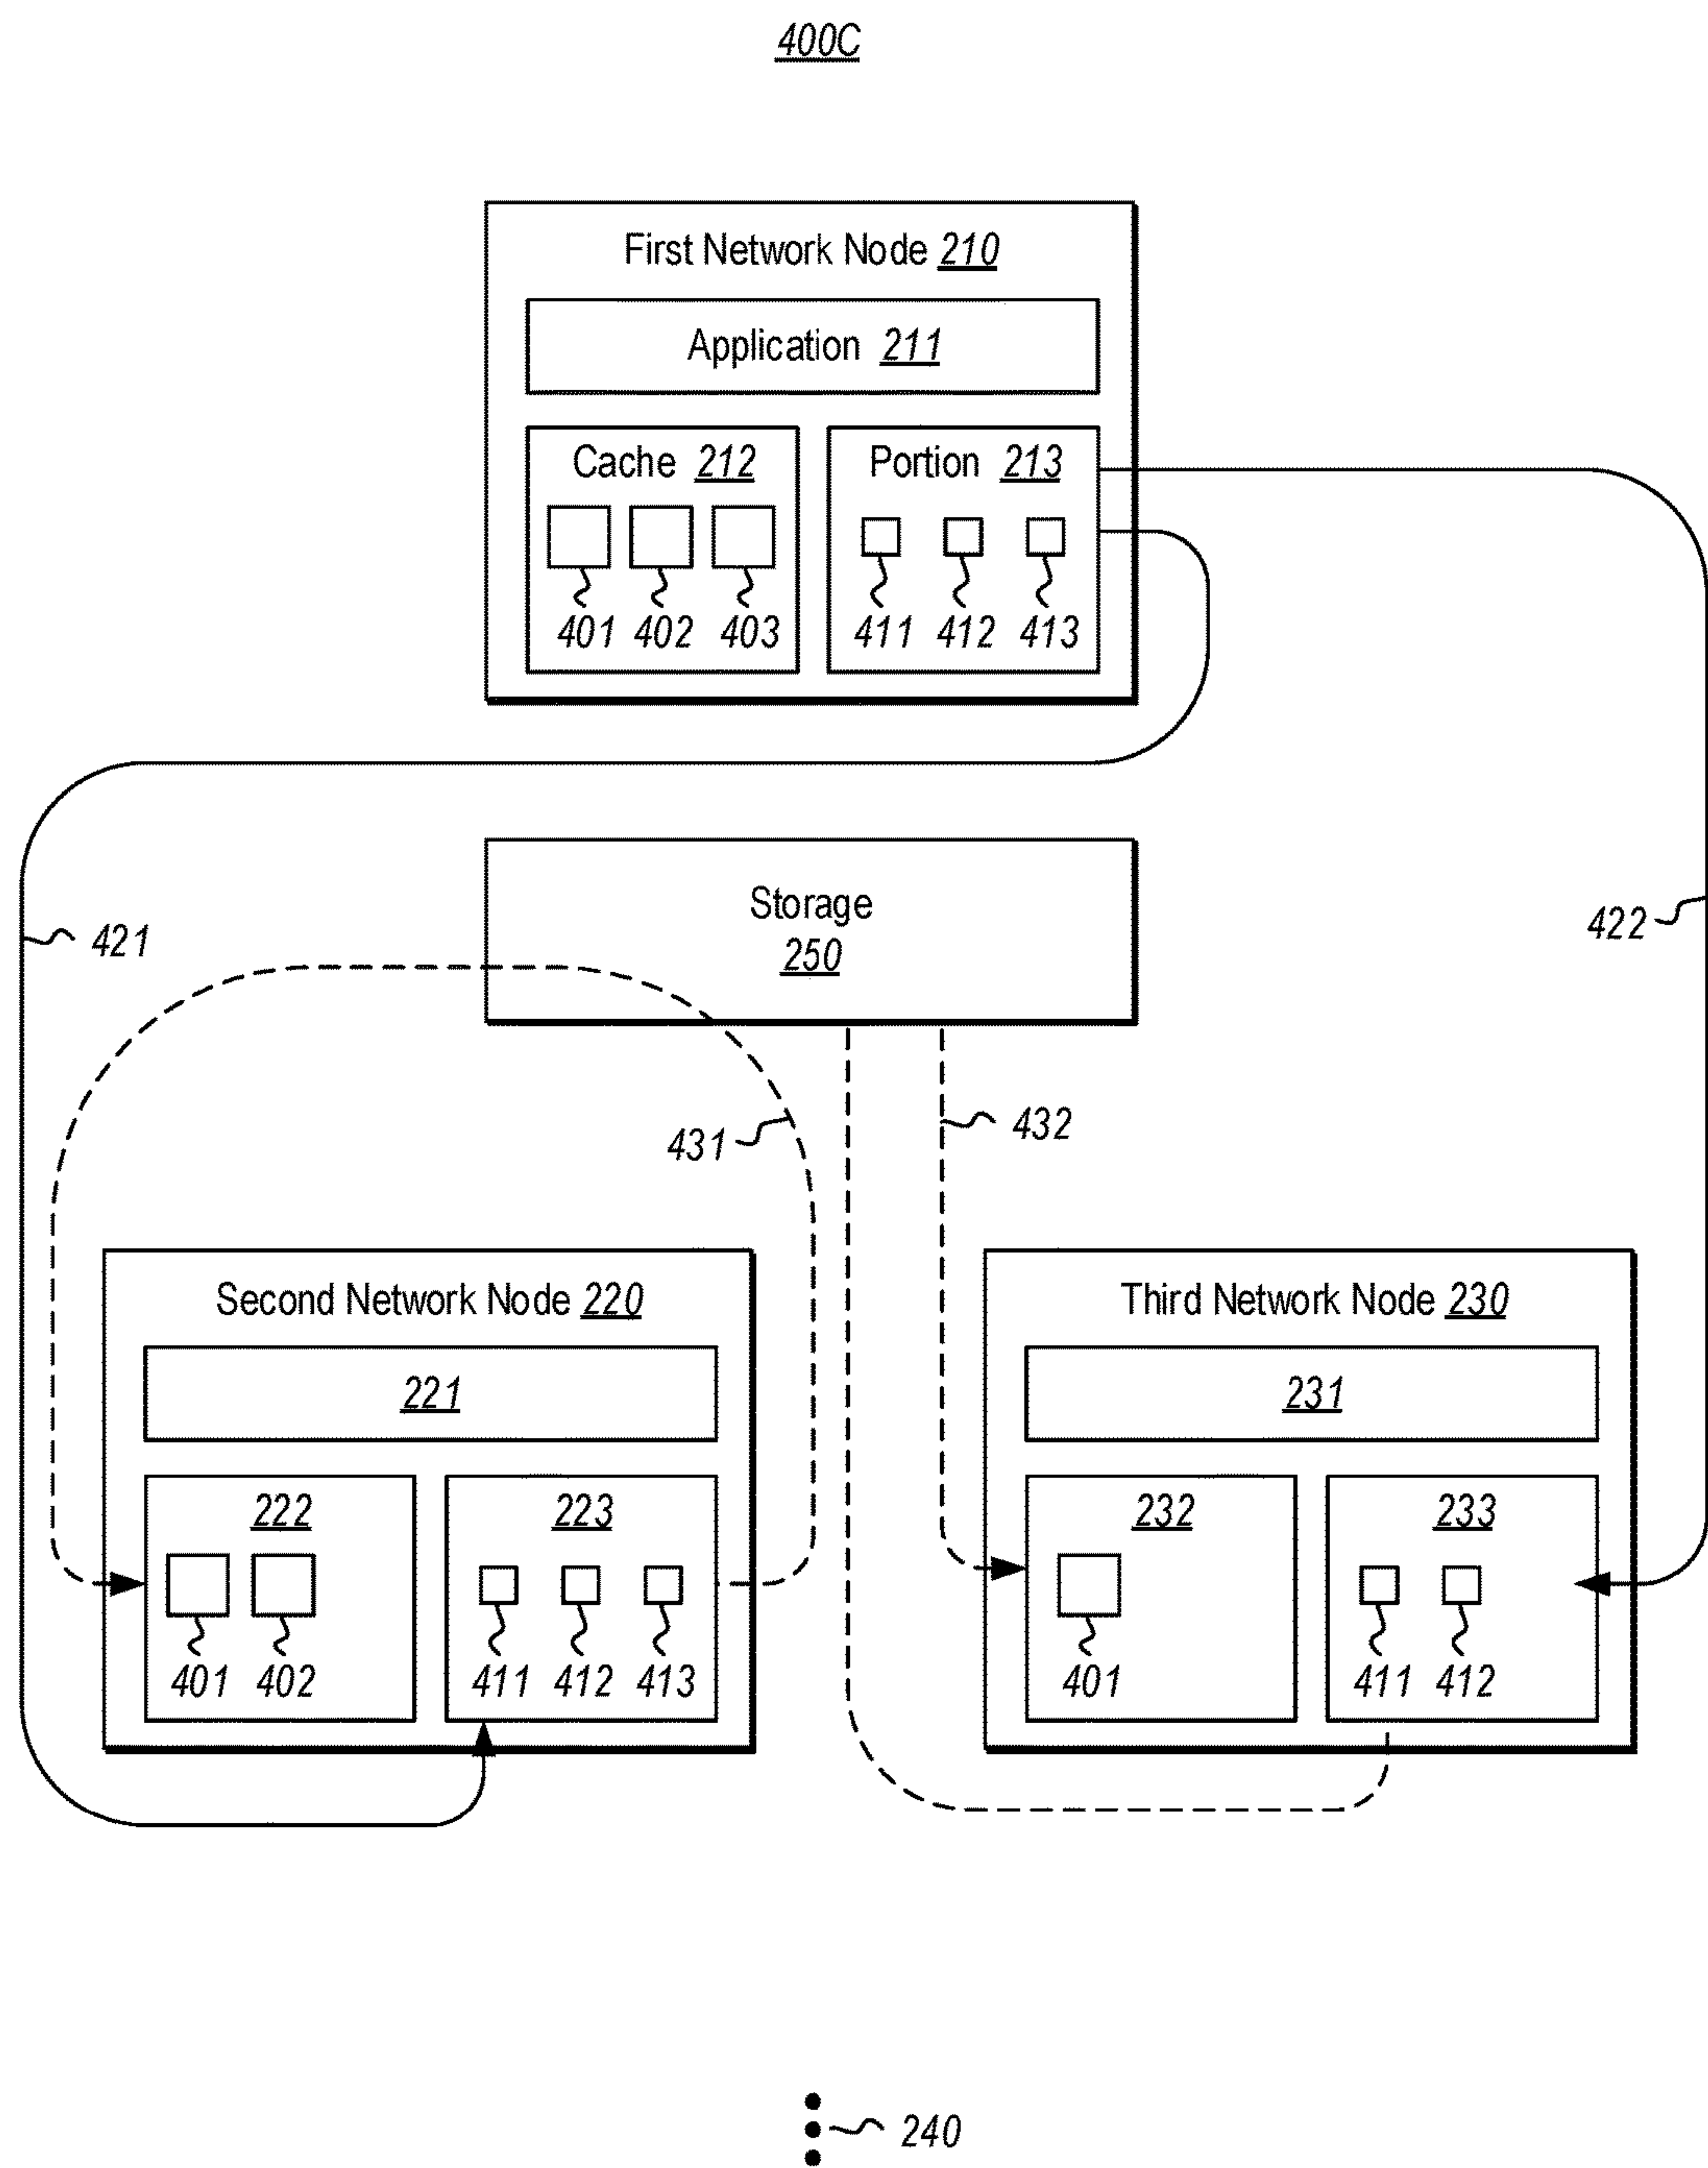 400C
First Network Node 210
Application 211
Cache 212
Portion 213
401 402 403
411 412 413
Storage
250
421
422
431
432
Second Network Node 220
Third Network Node 230
221
231
222
223
232
233
401 402
411 412 413
401
411 412
240